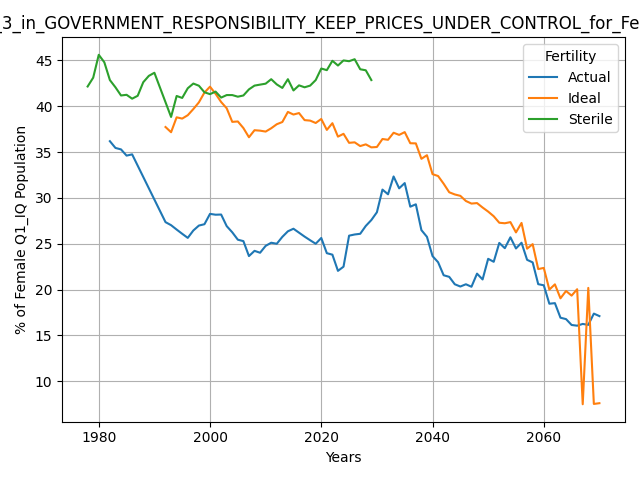 _3_in_GOVERNMENT_RESPONSIBILITY_KEEP_PRICES_UNDER_CONTROL_for_Fe
Fertility
Actual
Ideal
Sterile
% of Female Q1_IQ Population
45
40
35
30
25
20
15
10
1980
2000
2020
2040
2060
Years